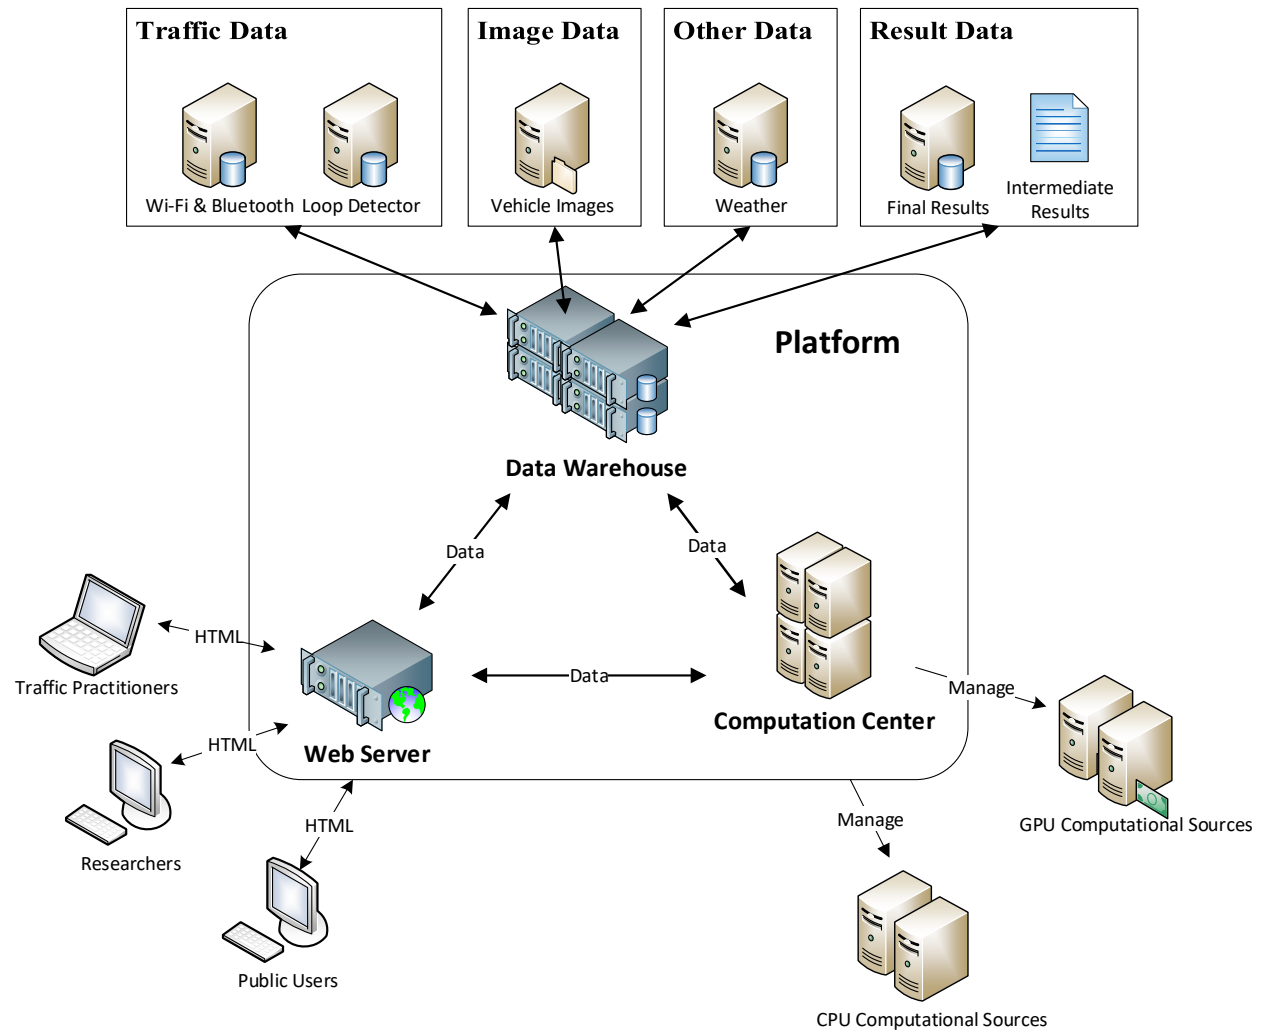 Traffic Data
Image Data
Other Data
Result Data
Wi-Fi & Bluetooth
Loop Detector
Vehicle Images
Weather
Final Results
Intermediate
Results
Platform
Data Warehouse
Data
Data
HTML
Traffic Practitioners
Data
Manage
Computation Center
HTML
Web Server
HTML
Manage
GPU Computational Sources
Researchers
Public Users
CPU Computational Sources